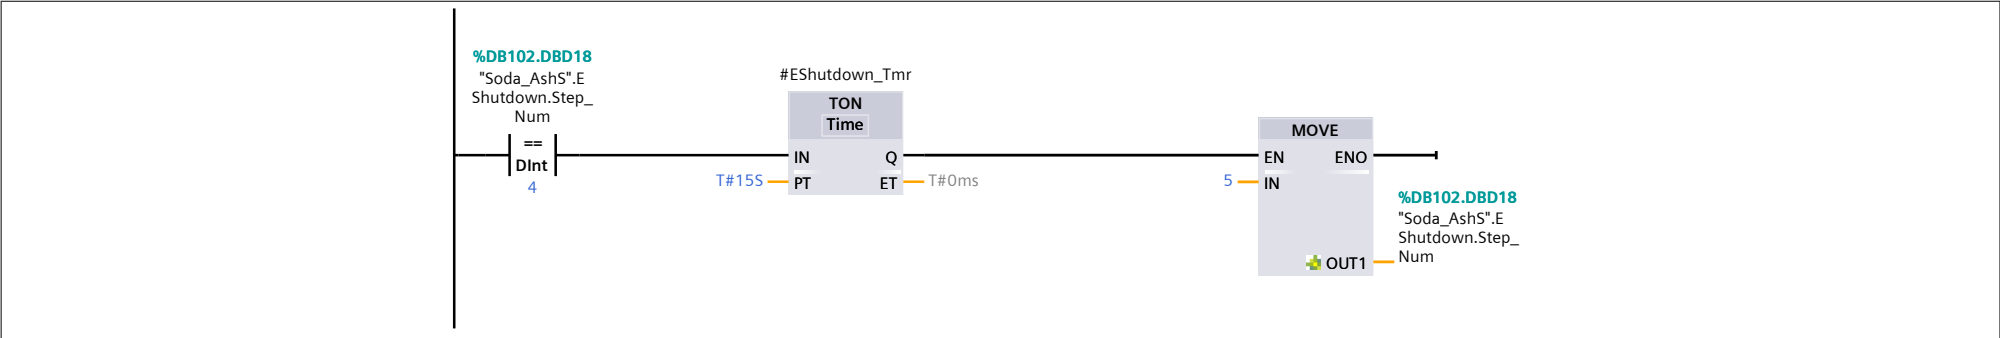 %DB102.DBD18
"Soda_AshS".E
Shutdown.Step_
Num
==
DInt
4
#EShutdown_Tmr
TON
Time
IN Q
T#15S PT ET T#0ms
MOVE
EN ENO
5 IN
OUT1
%DB102.DBD18
"Soda_AshS".E
Shutdown.Step_
Num